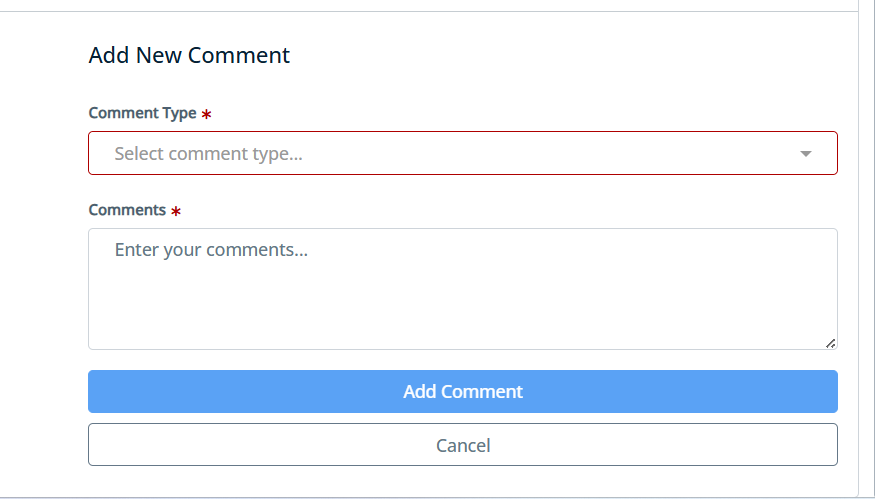 Add New Comment
Comment Type *
Select comment type...
Comments *
Enter your comments...
Add Comment
Cancel